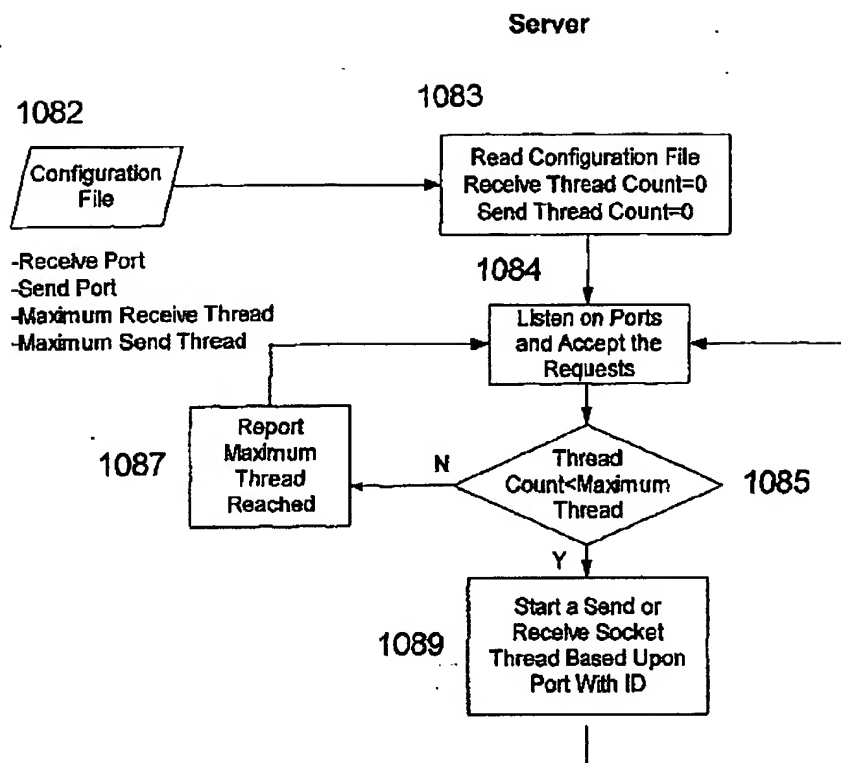 Server
1082
1083
Configuration
File
Read Configuration File
Receive Thread Count=0
Send Thread Count=0
-Receive Port
-Send Port
-Maximum Receive Thread
-Maximum Send Thread
1084
Listen on Ports
and Accept the
Requests
Report
Maximum
Thread
Reached
1087
N
Thread
Count<Maximum
Thread
1085
Y
Start a Send or
Receive Socket
Thread Based Upon
Port With ID
1089